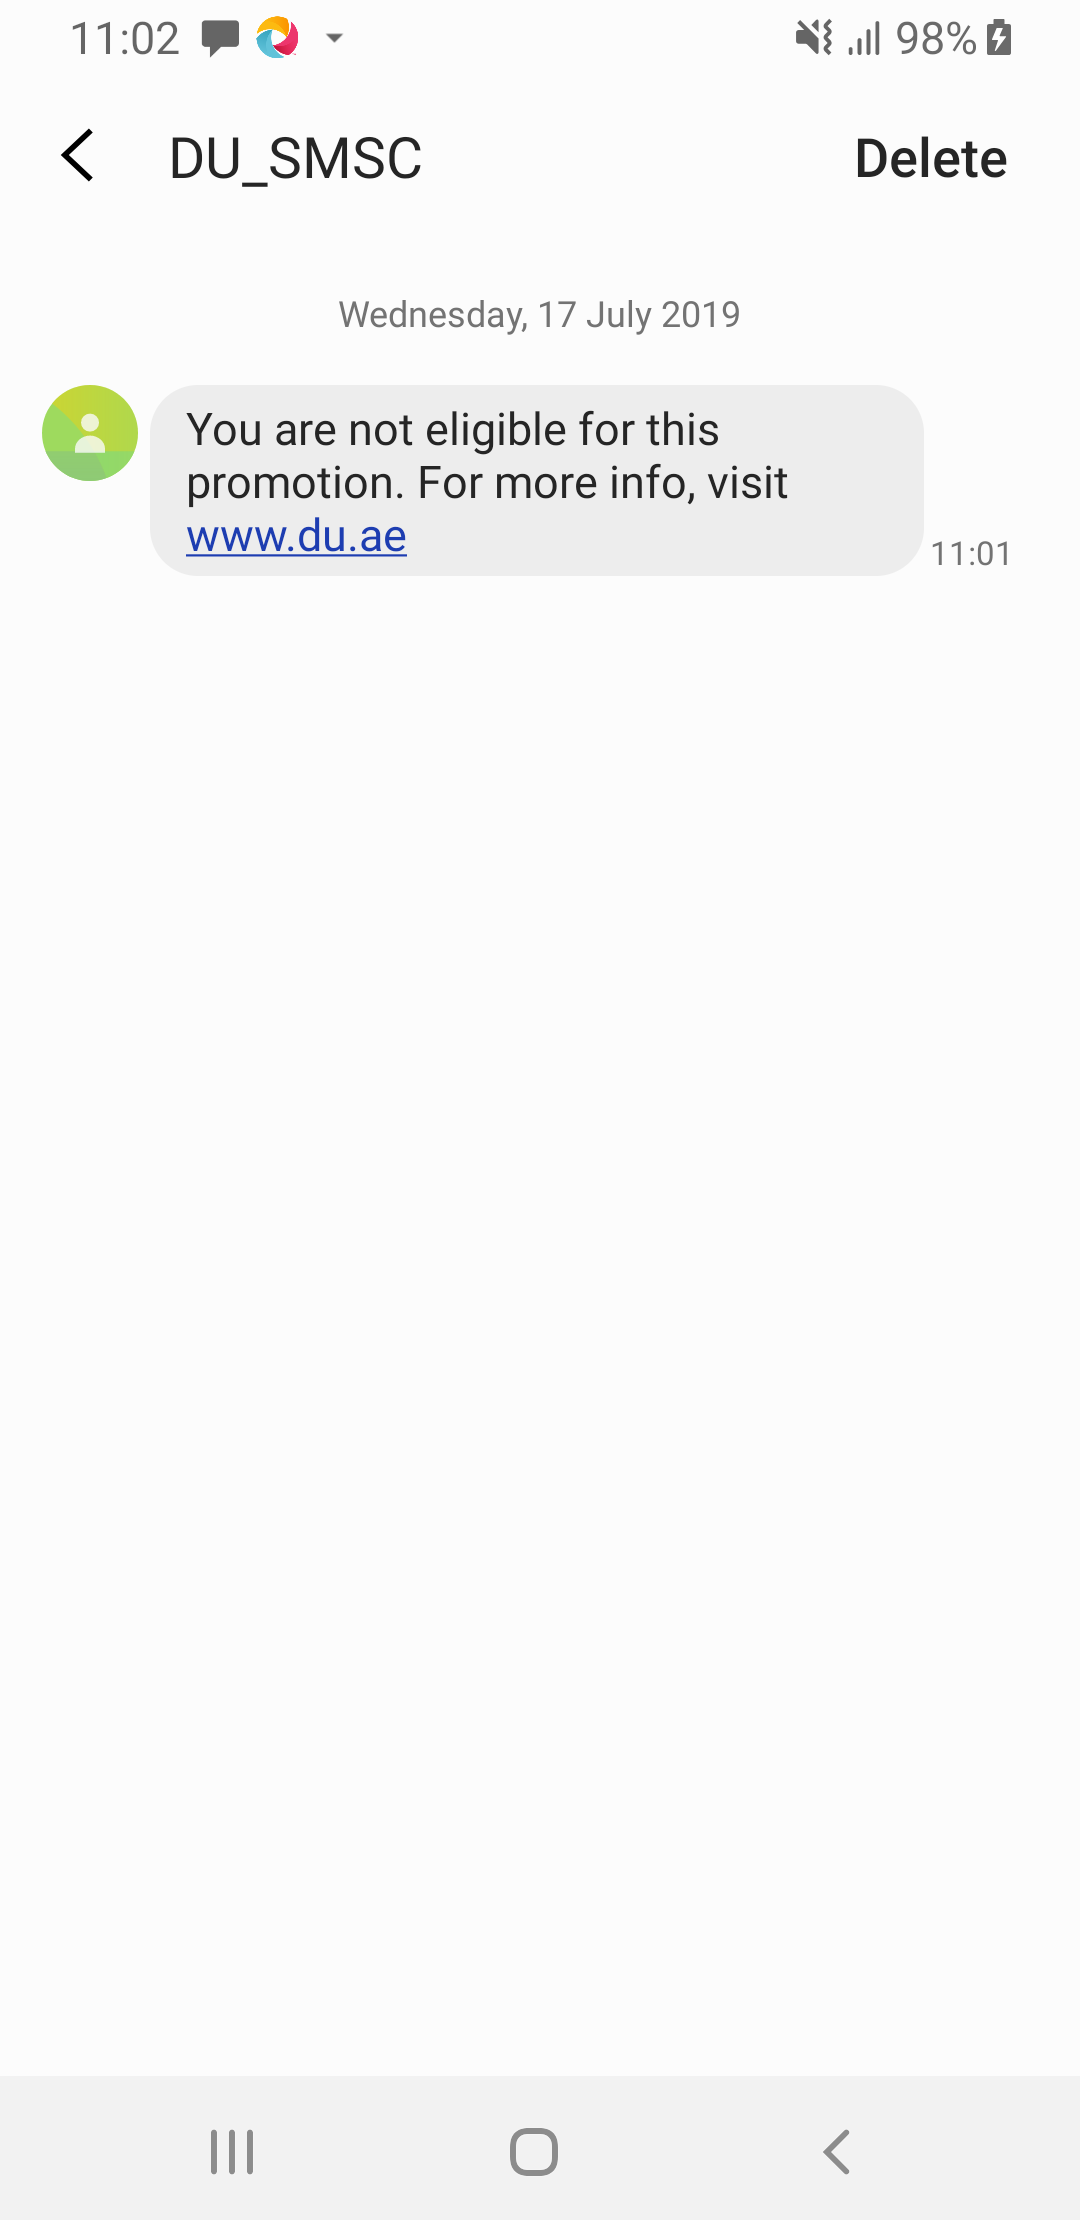 11:02
98%
DU_SMSC
Delete
Wednesday, 17 July 2019
You are not eligible for this
promotion. For more info, visit
www.du.ae
11:01